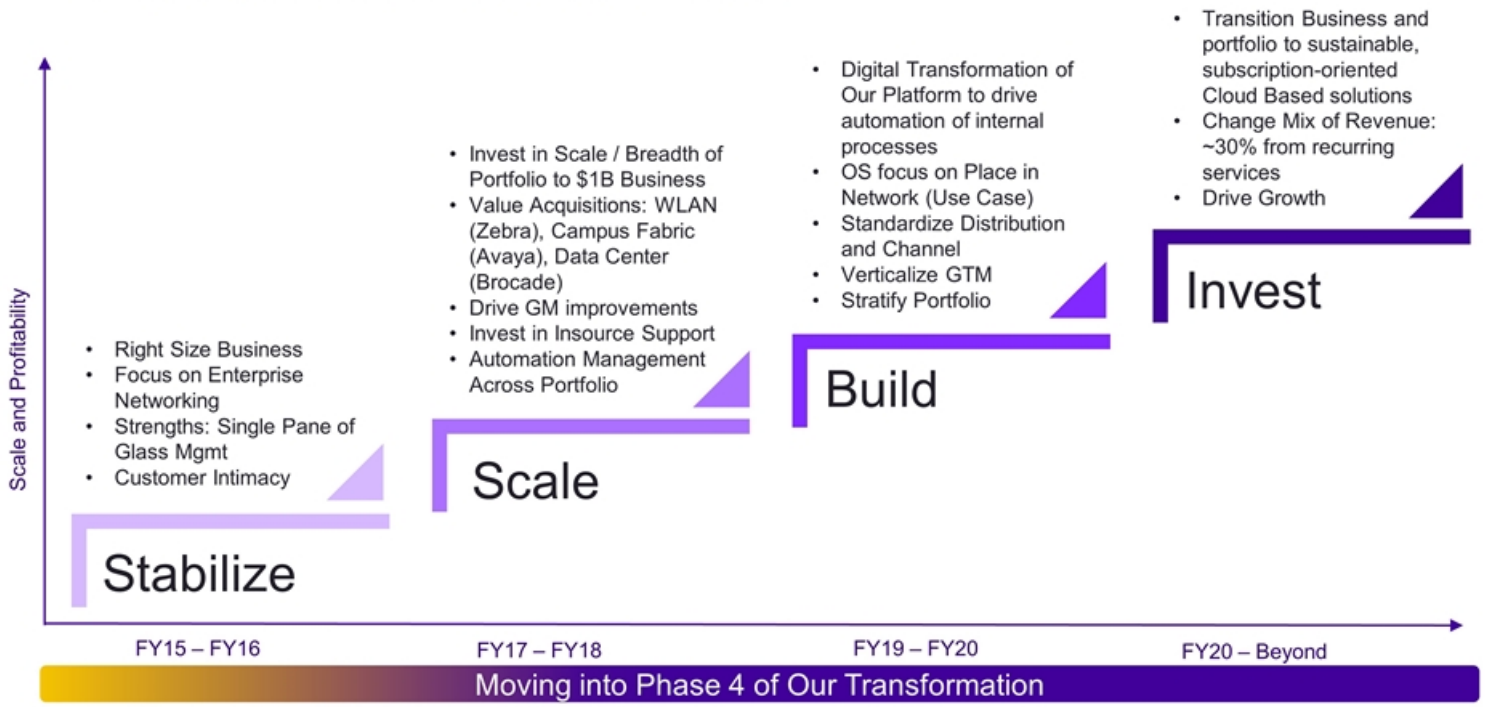 Scale and Profitability
• Right Size Business
• Focus on Enterprise
Networking
• Strengths: Single Pane of
Glass Mgmt
• Customer Intimacy
Stabilize
FY15 – FY16
• Invest in Scale / Breadth of
Portfolio to $1B Business
• Value Acquisitions: WLAN
(Zebra), Campus Fabric
(Avaya), Data Center
(Brocade)
• Drive GM improvements
• Invest in Insource Support
• Automation Management
Across Portfolio
Scale
FY17 – FY18
• Digital Transformation of
Our Platform to drive
automation of internal
processes
• OS focus on Place in
Network (Use Case)
• Standardize Distribution
and Channel
• Verticalize GTM
• Stratify Portfolio
Build
FY19 – FY20
• Transition Business and
portfolio to sustainable,
subscription-oriented
Cloud Based solutions
• Change Mix of Revenue:
~30% from recurring
services
• Drive Growth
Invest
FY20 – Beyond
Moving into Phase 4 of Our Transformation